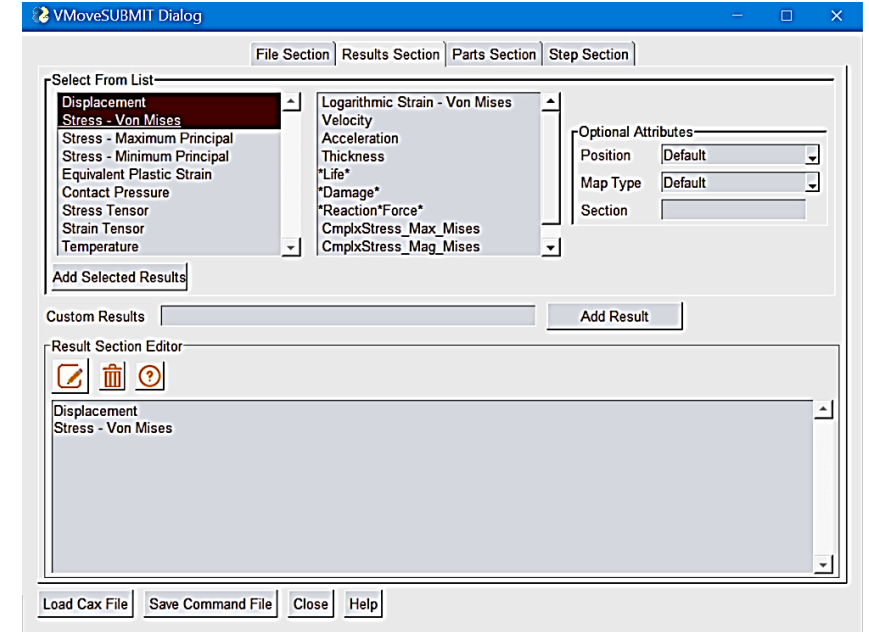 VMoveSUBMIT Dialog
File Section Results Section Parts Section Step Section
Select From List
Displacement
Stress - Von Mises
Stress - Maximum Principal
Stress - Minimum Principal
Equivalent Plastic Strain
Contact Pressure
Stress Tensor
Strain Tensor
Temperature
Logarithmic Strain - Von Mises
Velocity
Acceleration
Thickness
*Life*
*Damage*
*Reaction*Force*
CmplxStress_Max_Mises
CmplxStress_Mag_Mises
Optional Attributes
Position Default
Map Type Default
Section
Add Selected Results
Custom Results Add Result
Result Section Editor
Displacement
Stress - Von Mises
Load Cax File Save Command File Close Help